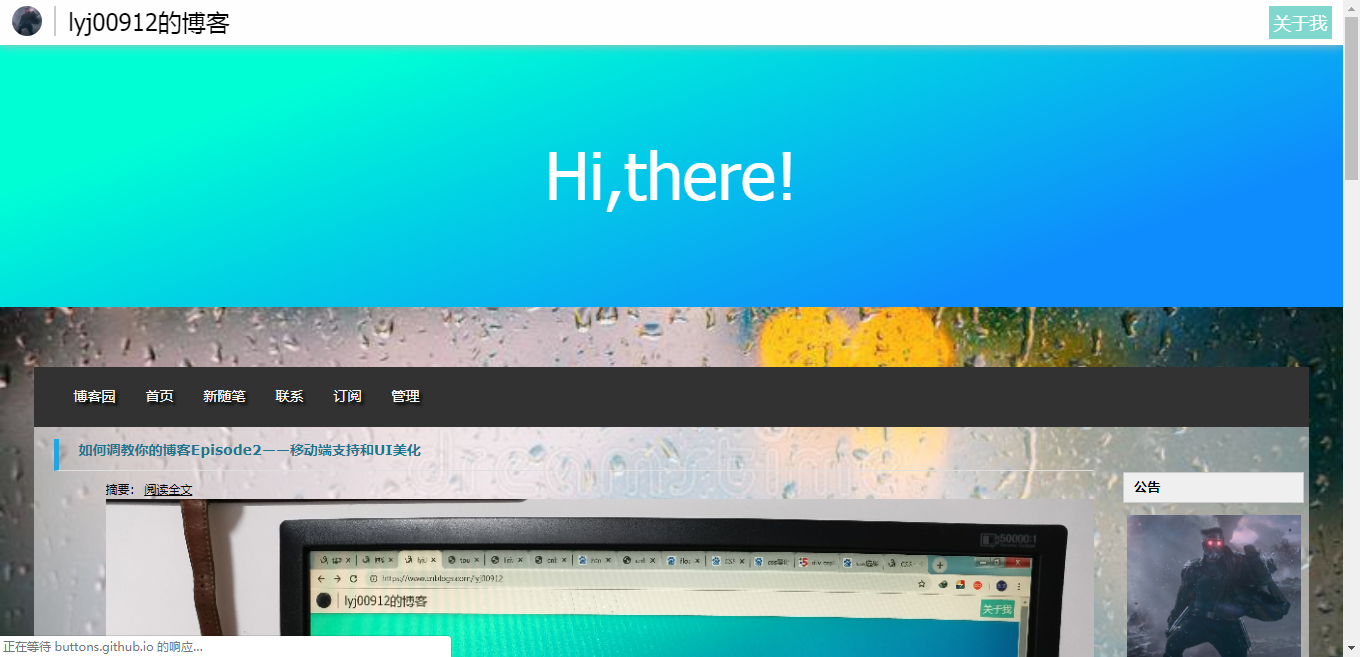 lyj00912的博客
关于我
Hi,there!
博客园 首页 新随笔 联系 订阅 管理
如何调教你的博客Episode2——移动端支持和UI美化
dreamstime
公告
摘要: 阅读全文
50000:1
https://www.cnblogs.com/lyj00912
lyj00912的博客
关于我
正在等待 buttons.github.io 的响应...